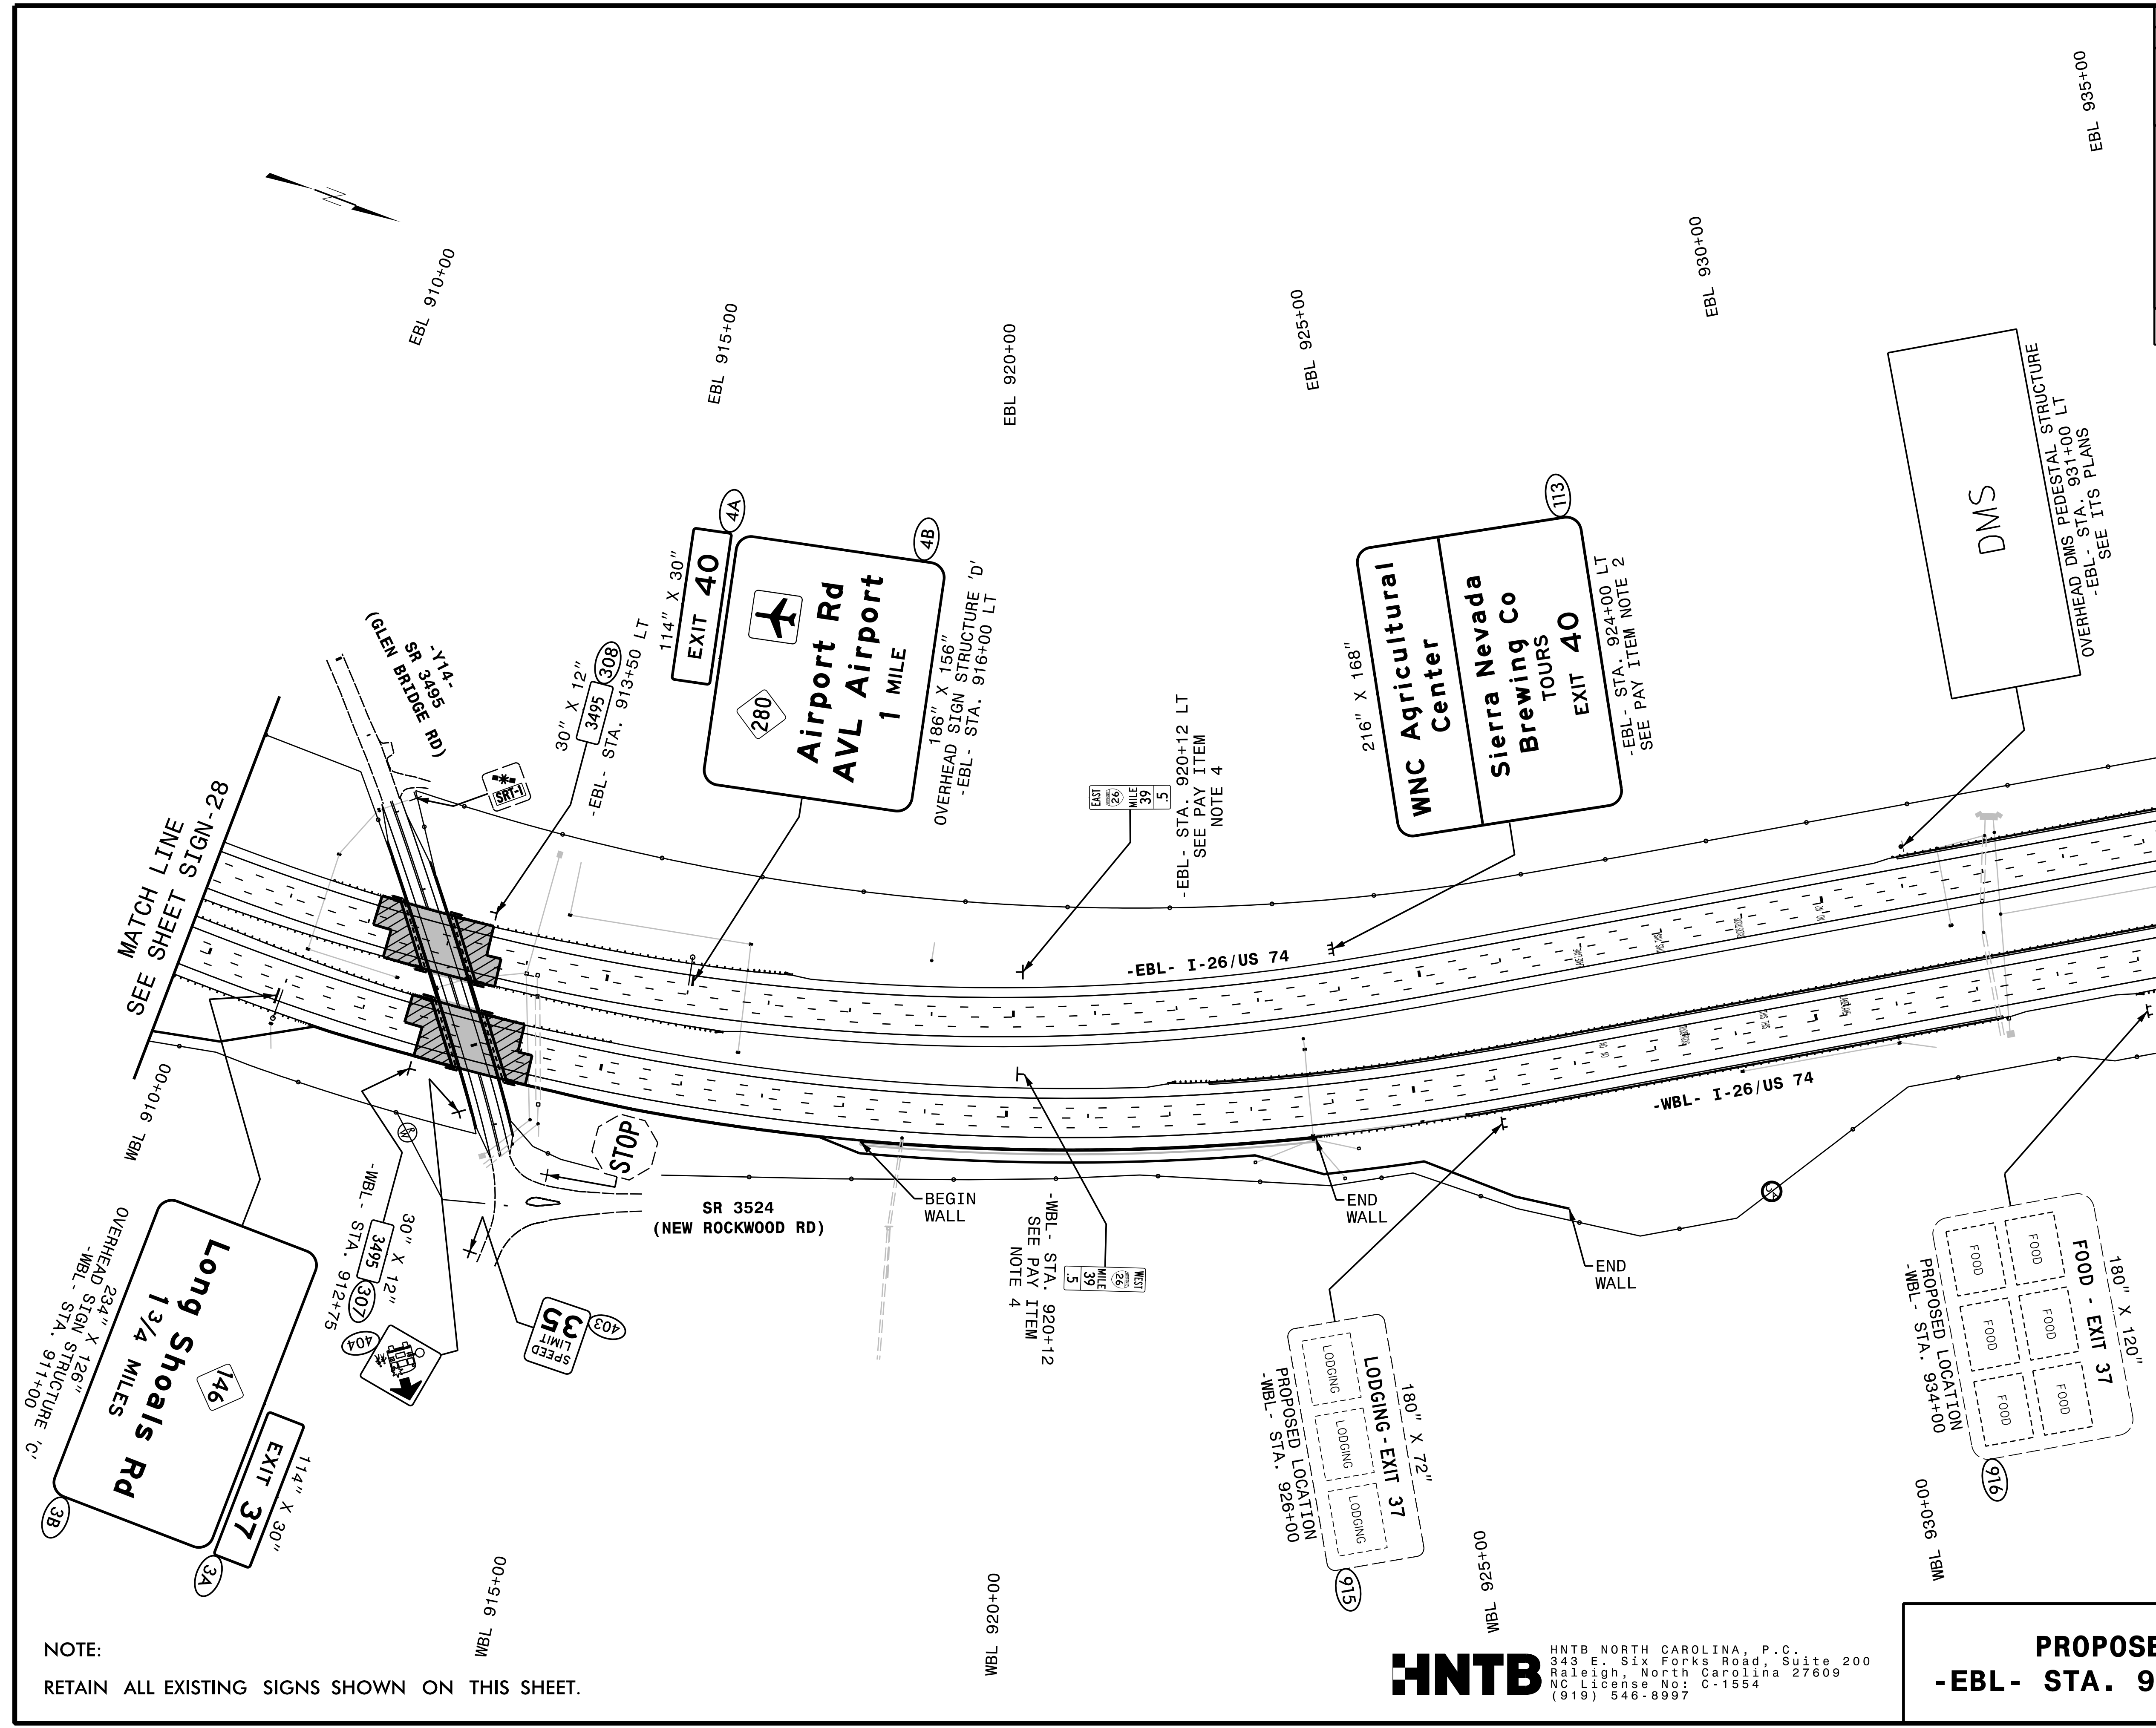 EBL 910+00
EBL 915+00
EBL 920+00
EBL 925+00
EBL 930+00
EBL 935+00
N
MATCH LINE
SEE SHEET SIGN-28
-Y14-
SR 3495
(GLEN BRIDGE RD)
SRT-1
30" X 12"
3495
308
-EBL- STA. 913+50 LT
114" X 30"
EXIT 40
4A
4B
280
Airport Rd
AVL Airport
1 MILE
186" X 156"
OVERHEAD SIGN STRUCTURE 'D'
-EBL- STA. 916+00 LT
EAST
26
MILE
39
.5
-EBL- STA. 920+12 LT
SEE PAY ITEM
NOTE 4
216" X 168"
113
WNC Agricultural
Center
Sierra Nevada
Brewing Co
TOURS
EXIT 40
-EBL- STA. 924+00 LT
SEE PAY ITEM NOTE 2
DMS
OVERHEAD DMS PEDESTAL STRUCTURE
-EBL- STA. 931+00 LT
SEE ITS PLANS
-EBL- I-26/US 74
-WBL- I-26/US 74
WBL 910+00
R
W
STOP
SR 3524
(NEW ROCKWOOD RD)
BEGIN
WALL
END
WALL
END
WALL
-WBL- STA. 920+12
SEE PAY ITEM
NOTE 4
WEST
26
MILE
39
.5
146
Long Shoals Rd
1 3/4 MILES
234" X 126"
OVERHEAD SIGN STRUCTURE 'C'
-WBL- STA. 911+00
3B
EXIT 37
114" X 30"
3A
30" X 12"
3495
307
-WBL- STA. 912+75
404
SPEED
LIMIT
35
403
180" X 72"
LODGING - EXIT 37
LODGING
LODGING
LODGING
PROPOSED LOCATION
-WBL- STA. 926+00
915
180" X 120"
FOOD - EXIT 37
FOOD
FOOD
FOOD
FOOD
FOOD
FOOD
PROPOSED LOCATION
-WBL- STA. 934+00
916
WBL 915+00
WBL 920+00
WBL 925+00
WBL 930+00
NOTE:
RETAIN ALL EXISTING SIGNS SHOWN ON THIS SHEET.
HNTB
HNTB NORTH CAROLINA, P.C.
343 E. Six Forks Road, Suite 200
Raleigh, North Carolina 27609
NC License No: C-1554
(919) 546-8997
PROPOSE
-EBL- STA. 9